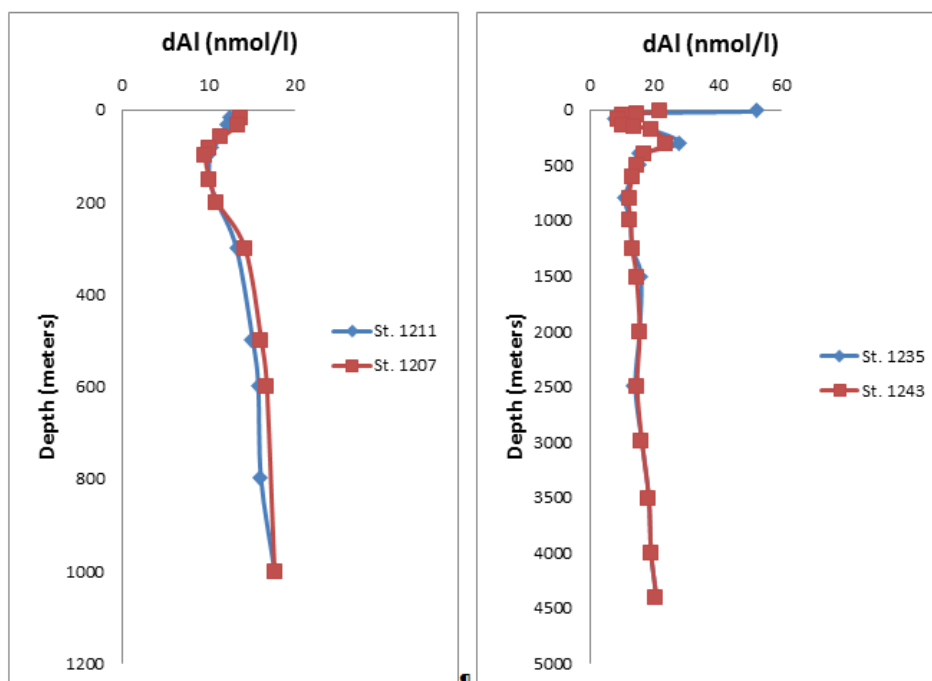 dAl (nmol/l)
0 10 20
0
200
400
600
800
1000
1200
Depth (meters)
St. 1211
St. 1207
dAl (nmol/l)
0 20 40 60
0
500
1000
1500
2000
2500
3000
3500
4000
4500
5000
Depth (meters)
St. 1235
St. 1243
¶